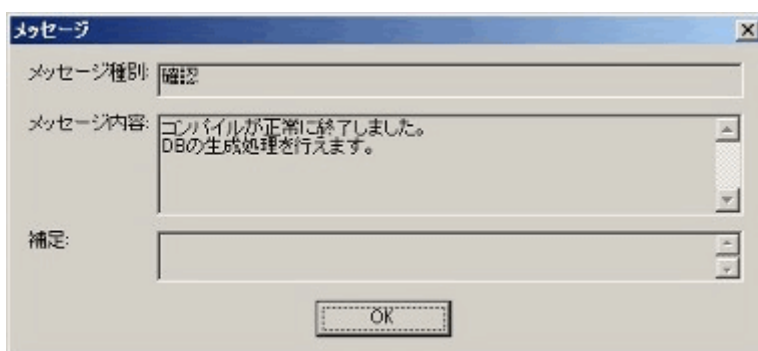 メッセージ
メッセージ種別: 確認
メッセージ内容: コンパイルが正常に終了しました。
DBの生成処理を行えます。
補足:
OK